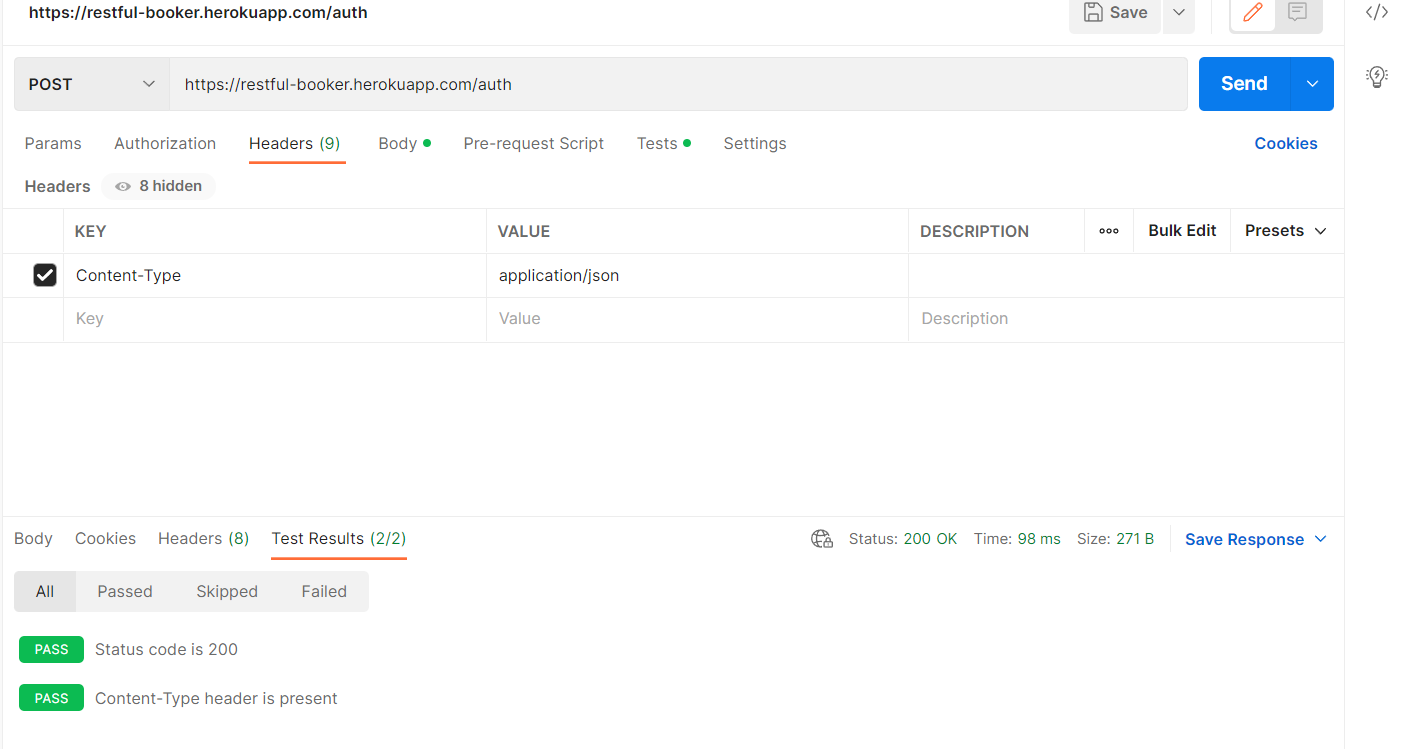 https://restful-booker.herokuapp.com/auth Save
POST https://restful-booker.herokuapp.com/auth Send
Params Authorization Headers (9) Body Pre-request Script Tests Settings Cookies
Headers 8 hidden
KEY VALUE DESCRIPTION Bulk Edit Presets
Content-Type application/json
Key Value Description
Body Cookies Headers (8) Test Results (2/2) Status: 200 OK Time: 98 ms Size: 271 B Save Response
All Passed Skipped Failed
PASS Status code is 200
PASS Content-Type header is present